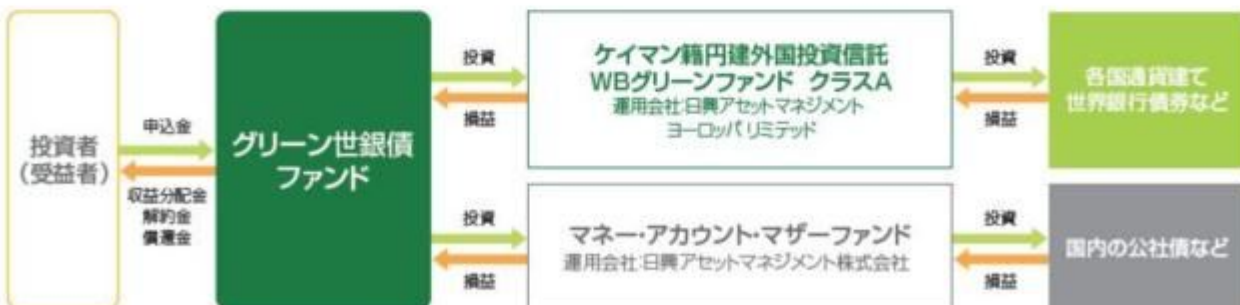 投資者
(受益者)
申込金
収益分配金
解約金
償還金
グリーン世銀債
ファンド
投資
損益
ケイマン籍円建外国投資信託
WBグリーンファンド クラスA
運用会社:日興アセットマネジメント
ヨーロッパ リミテッド
投資
損益
各国通貨建て
世界銀行債券など
投資
損益
マネー・アカウント・マザーファンド
運用会社:日興アセットマネジメント株式会社
投資
損益
国内の公社債など